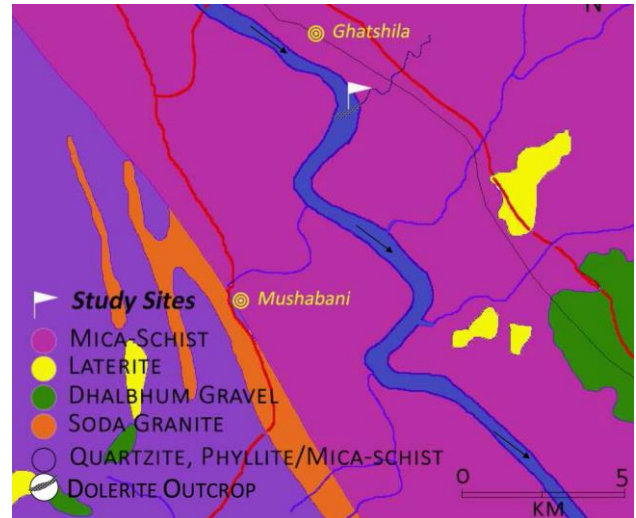 N
Ghatshila
Mushabani
Study Sites
MICA-SCHIST
LATERITE
DHALBHUM GRAVEL
SODA GRANITE
QUARTZITE, PHYLLITE/MICA-SCHIST
DOLERITE OUTCROP
0 5
KM